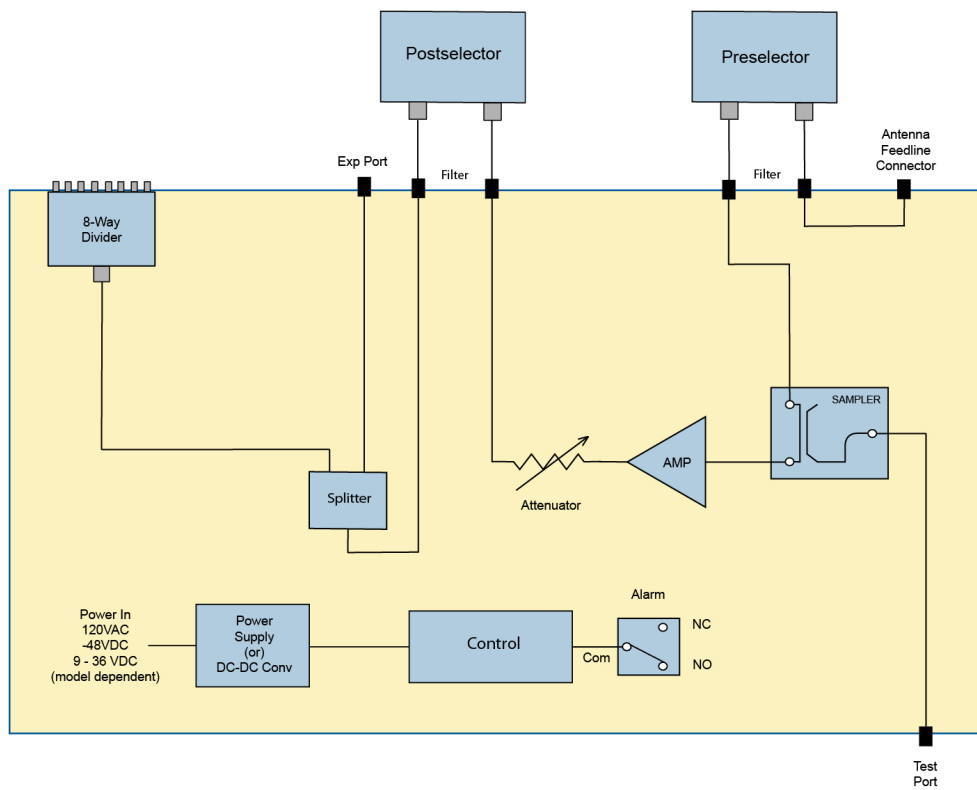 Postselector
Preselector
Antenna
Feedline
Connector
Exp Port
Filter
Filter
8-Way
Divider
SAMPLER
AMP
Splitter
Attenuator
Power In
120VAC
-48VDC
9 - 36 VDC
(model dependent)
Power
Supply
(or)
DC-DC Conv
Control
Alarm
Com
NC
NO
Test
Port